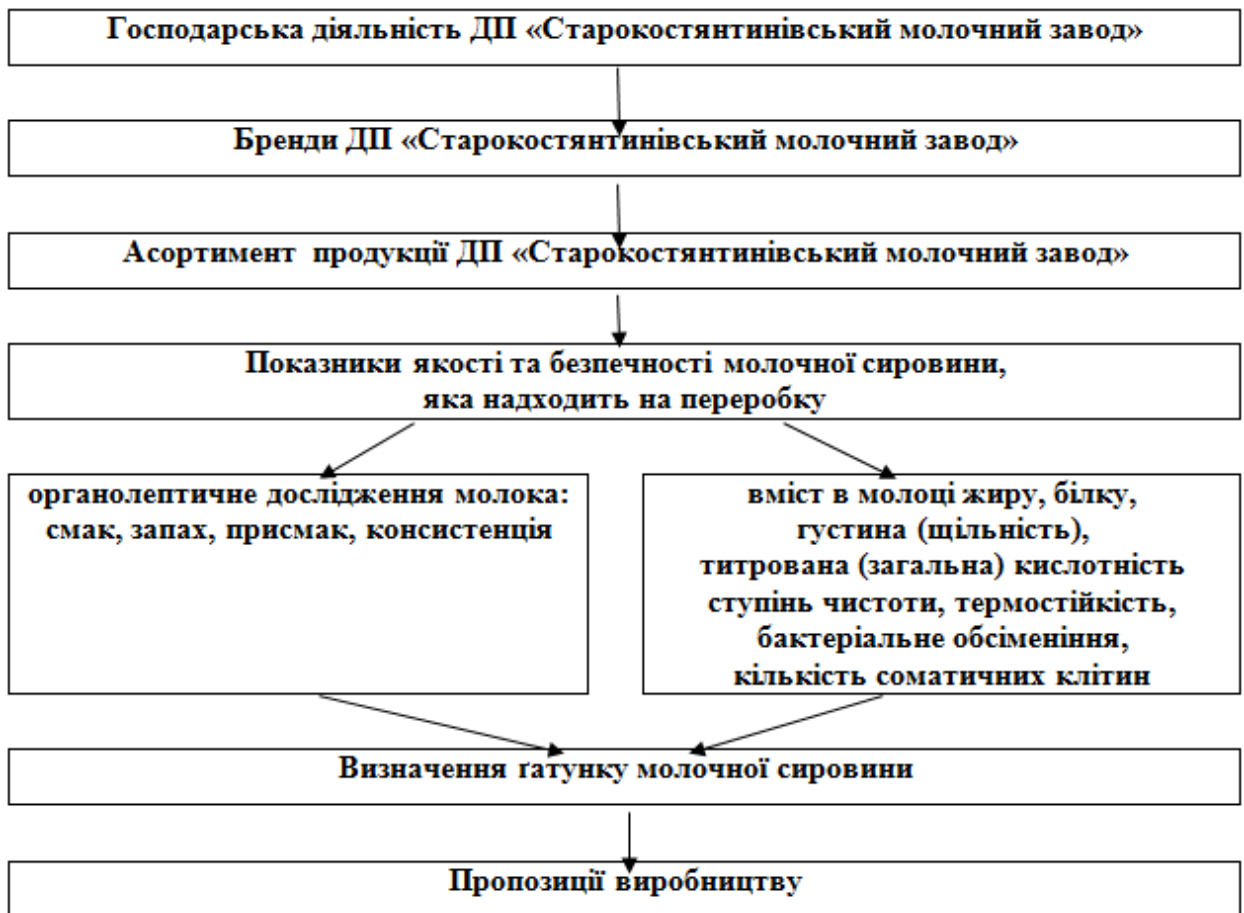 Господарська діяльність ДП «Старокостянтинівський молочний завод»
Бренди ДП «Старокостянтинівський молочний завод»
Асортимент продукції ДП «Старокостянтинівський молочний завод»
Показники якості та безпечності молочної сировини,
яка надходить на переробку
органолептичне дослідження молока:
смак, запах, присмак, консистенція
вміст в молоці жиру, білку,
густина (щільність),
титрована (загальна) кислотність
ступінь чистоти, термостійкість,
бактеріальне обсіменіння,
кількість соматичних клітин
Визначення ґатунку молочної сировини
Пропозиції виробництву